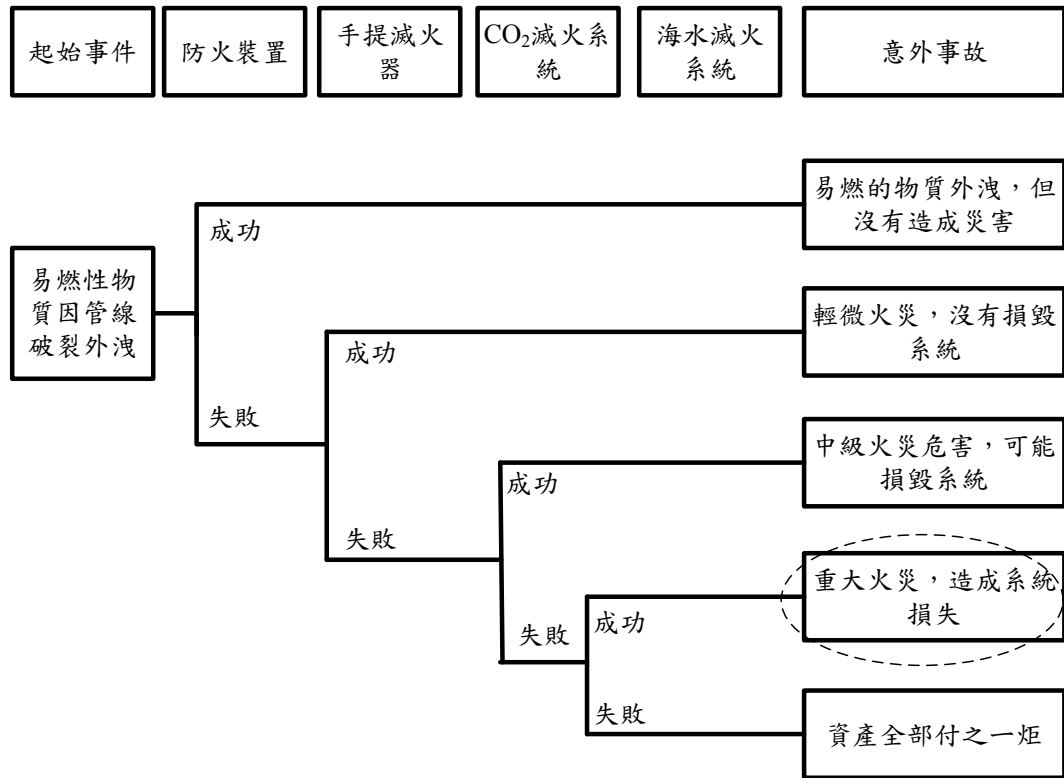 起始事件
防火裝置
手提滅火
器
CO₂滅火系
統
海水滅火
系統
意外事故
易燃的物質外洩，但
沒有造成災害
成功
易燃性物
質因管線
破裂外洩
輕微火災，沒有損毀
系統
成功
失敗
中級火災危害，可能
損毀系統
成功
失敗
重大火災，造成系統
損失
成功
失敗
失敗
資產全部付之一炬